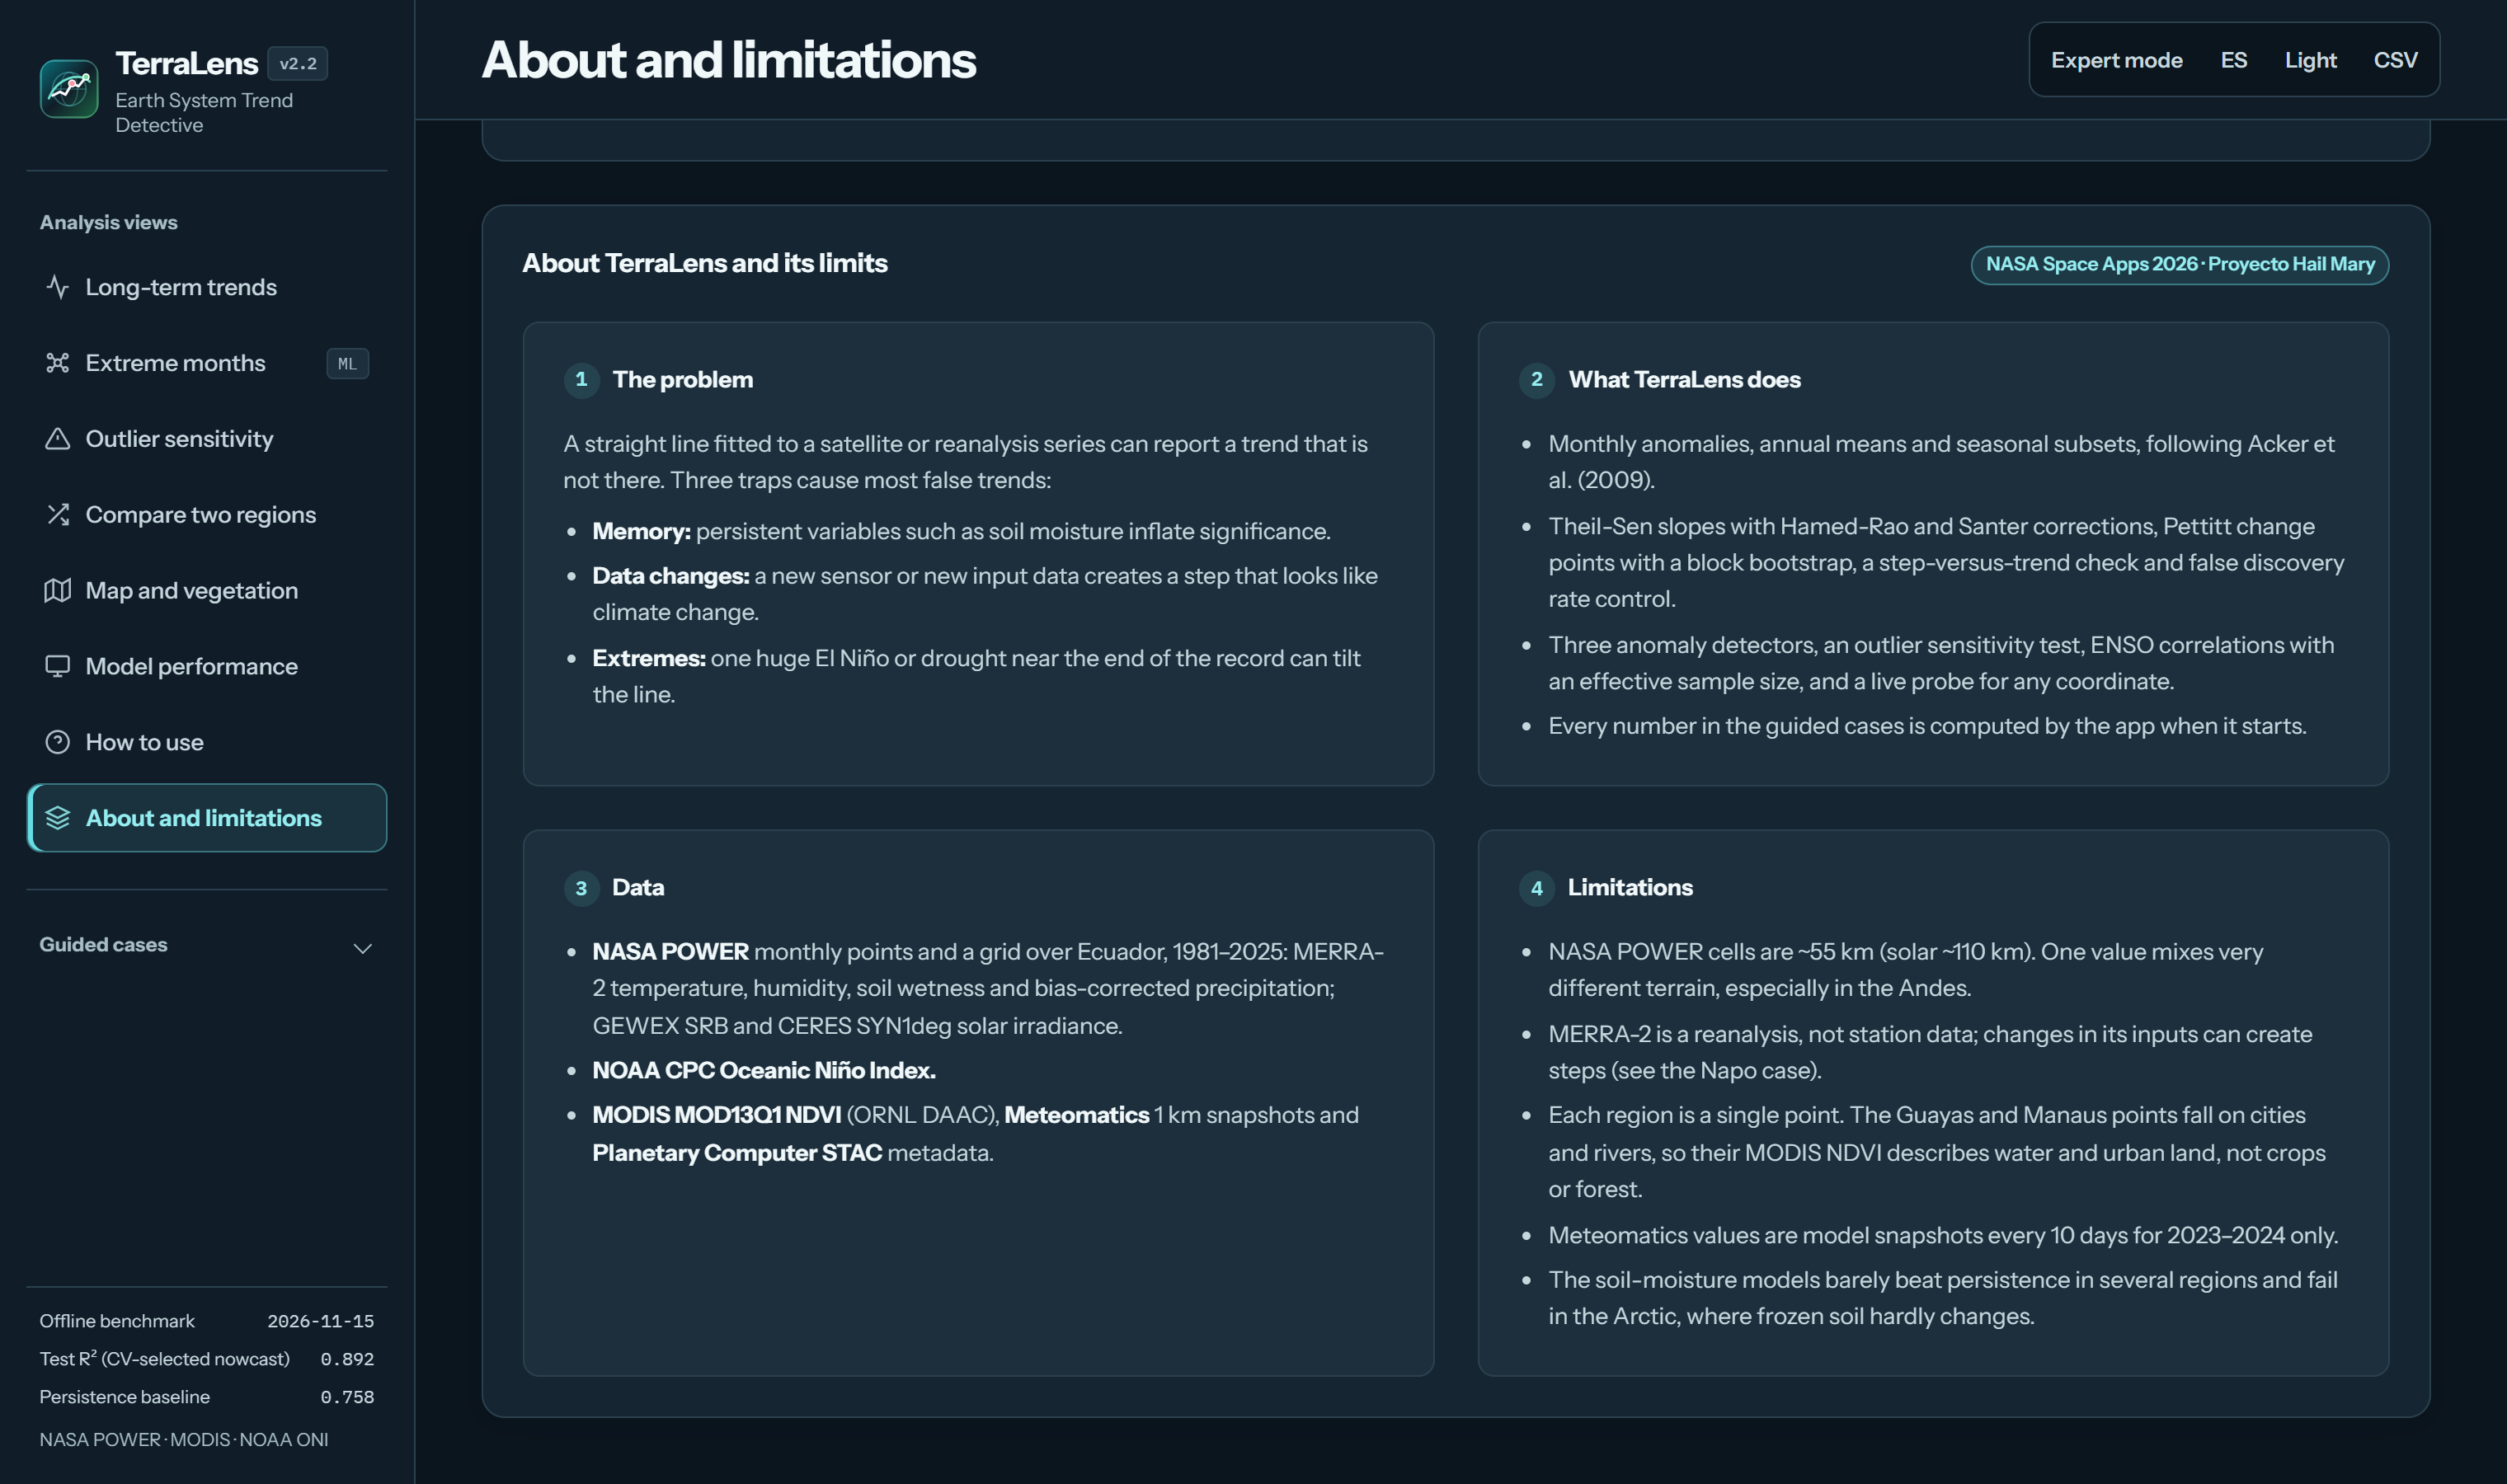 TerraLens v2.2
Earth System Trend
Detective
Analysis views
Long-term trends
Extreme months ML
Outlier sensitivity
Compare two regions
Map and vegetation
Model performance
How to use
About and limitations
Guided cases
Offline benchmark 2026-11-15
Test R² (CV-selected nowcast) 0.892
Persistence baseline 0.758
NASA POWER · MODIS · NOAA ONI
About and limitations
Expert mode ES Light CSV
About TerraLens and its limits
NASA Space Apps 2026 · Proyecto Hail Mary
1 The problem
A straight line fitted to a satellite or reanalysis series can report a trend that is
not there. Three traps cause most false trends:
• Memory: persistent variables such as soil moisture inflate significance.
• Data changes: a new sensor or new input data creates a step that looks like
climate change.
• Extremes: one huge El Niño or drought near the end of the record can tilt
the line.
2 What TerraLens does
• Monthly anomalies, annual means and seasonal subsets, following Acker et
al. (2009).
• Theil-Sen slopes with Hamed-Rao and Santer corrections, Pettitt change
points with a block bootstrap, a step-versus-trend check and false discovery
rate control.
• Three anomaly detectors, an outlier sensitivity test, ENSO correlations with
an effective sample size, and a live probe for any coordinate.
• Every number in the guided cases is computed by the app when it starts.
3 Data
• NASA POWER monthly points and a grid over Ecuador, 1981–2025: MERRA-
2 temperature, humidity, soil wetness and bias-corrected precipitation;
GEWEX SRB and CERES SYN1deg solar irradiance.
• NOAA CPC Oceanic Niño Index.
• MODIS MOD13Q1 NDVI (ORNL DAAC), Meteomatics 1 km snapshots and
Planetary Computer STAC metadata.
4 Limitations
• NASA POWER cells are ~55 km (solar ~110 km). One value mixes very
different terrain, especially in the Andes.
• MERRA-2 is a reanalysis, not station data; changes in its inputs can create
steps (see the Napo case).
• Each region is a single point. The Guayas and Manaus points fall on cities
and rivers, so their MODIS NDVI describes water and urban land, not crops
or forest.
• Meteomatics values are model snapshots every 10 days for 2023–2024 only.
• The soil-moisture models barely beat persistence in several regions and fail
in the Arctic, where frozen soil hardly changes.